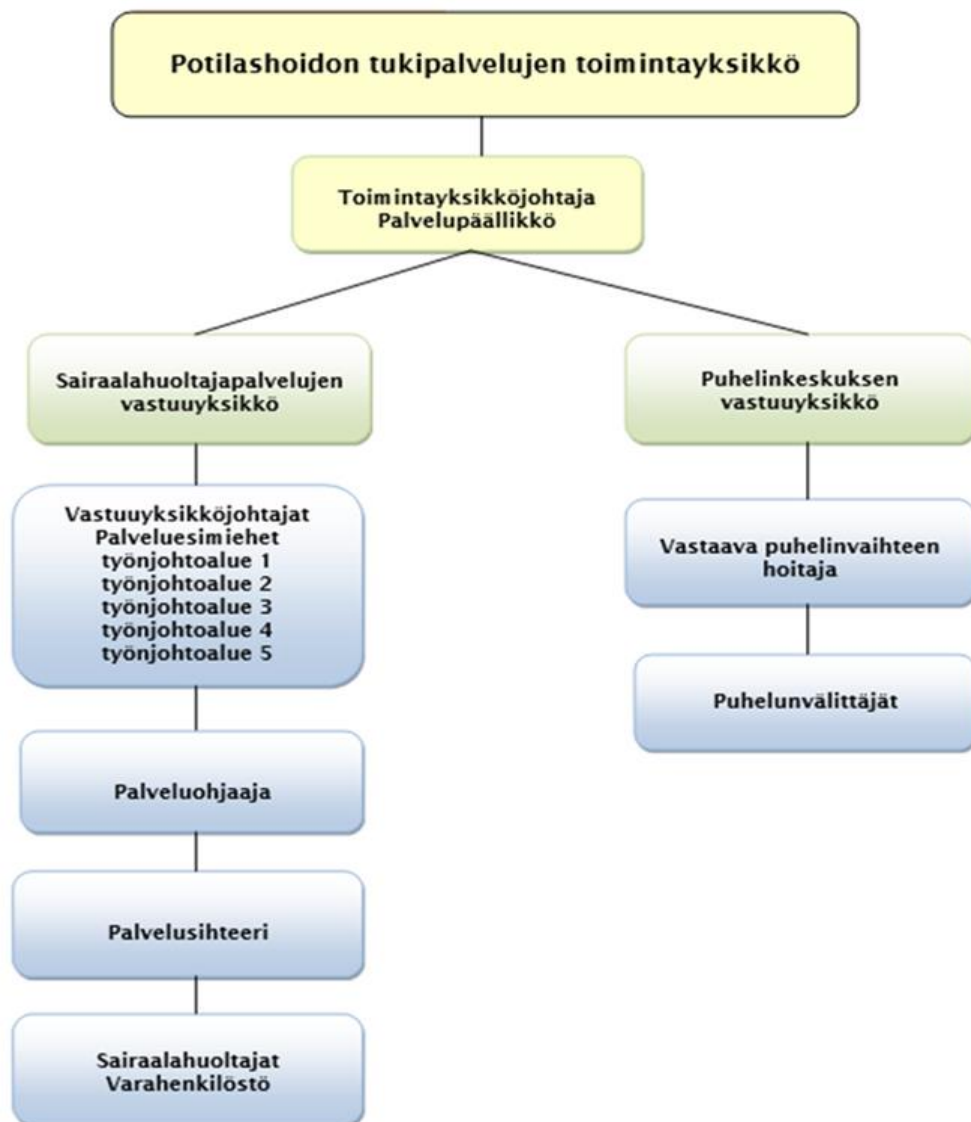 Potilashoidon tukipalvelujen toimintayksikkö
Toimintayksikköjohtaja
Palvelupäällikkö
Sairaalahuoltajapalvelujen
vastuuyksikkö
Vastuuyksikköjohtajat
Palveluesimiehet
työnjohtoalue 1
työnjohtoalue 2
työnjohtoalue 3
työnjohtoalue 4
työnjohtoalue 5
Palveluohjaaja
Palvelusihteeri
Sairaalahuoltajat
Varahenkilöstö
Puhelinkeskuksen
vastuuyksikkö
Vastaava puhelinvaihteen
hoitaja
Puhelunvälittäjät